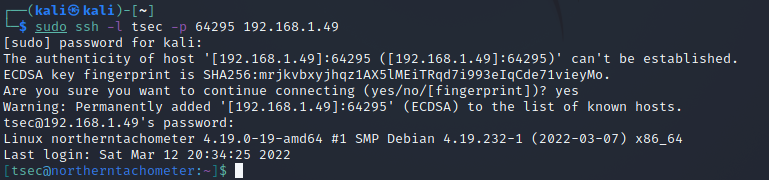 ┌──(kali㉿kali)-[~]
└─$ sudo ssh -l tsec -p 64295 192.168.1.49
[sudo] password for kali:
The authenticity of host '[192.168.1.49]:64295 ([192.168.1.49]:64295)' can't be established.
ECDSA key fingerprint is SHA256:mrjkvbxyjhqz1AX5lMEiTRqd7i993eIqCde71vieyMo.
Are you sure you want to continue connecting (yes/no/[fingerprint])? yes
Warning: Permanently added '[192.168.1.49]:64295' (ECDSA) to the list of known hosts.
tsec@192.168.1.49's password:
Linux northerntachometer 4.19.0-19-amd64 #1 SMP Debian 4.19.232-1 (2022-03-07) x86_64
Last login: Sat Mar 12 20:34:25 2022
[tsec@northerntachometer:~]$